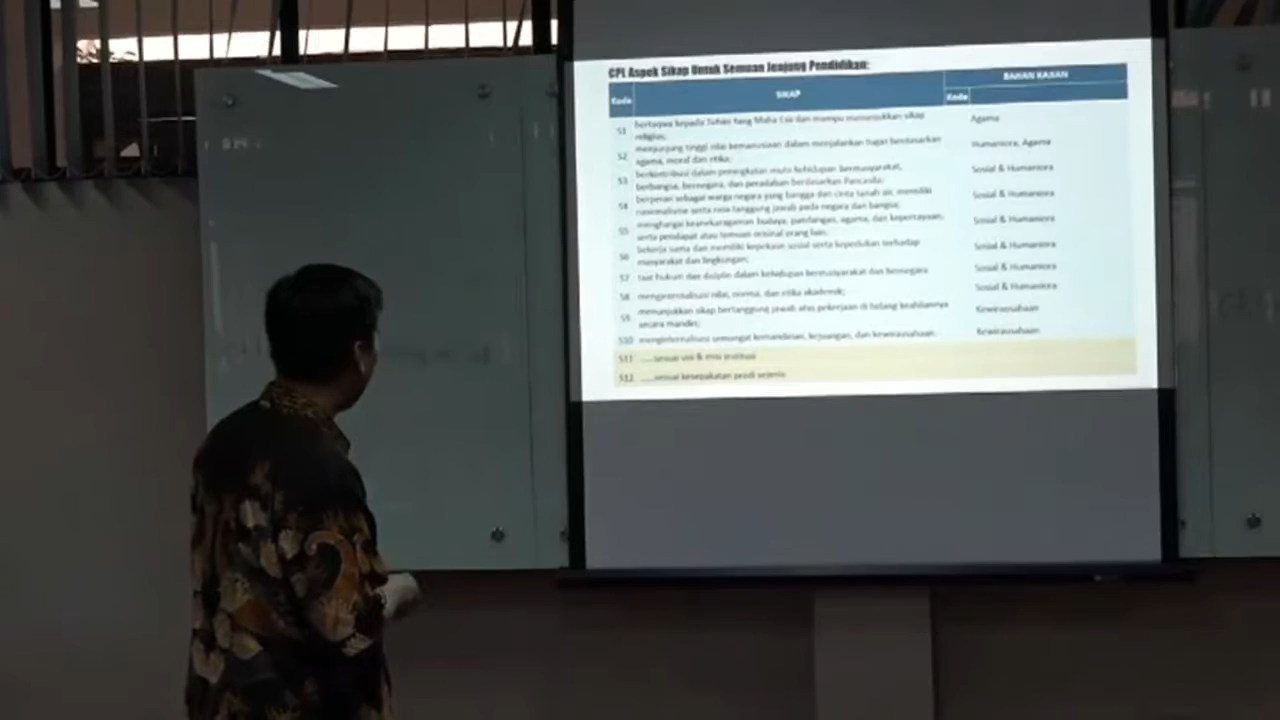 CPL Aspek Sikap Untuk Semuan Jenjang Pendidikan:
Kode SIKAP BAHAN KAJIAN
Kode
S1 bertaqwa kepada Tuhan Yang Maha Esa dan mampu menunjukkan sikap religius; Agama
S2 menjunjung tinggi nilai kemanusiaan dalam menjalankan tugas berdasarkan agama, moral dan etika; Humaniora, Agama
S3 berkontribusi dalam peningkatan mutu kehidupan bermasyarakat, berbangsa, bernegara, dan peradaban berdasarkan Pancasila; Sosial & Humaniora
S4 berperan sebagai warga negara yang bangga dan cinta tanah air, memiliki nasionalisme serta rasa tanggung jawab pada negara dan bangsa; Sosial & Humaniora
S5 menghargai keanekaragaman budaya, pandangan, agama, dan kepercayaan, serta pendapat atau temuan orisinal orang lain; Sosial & Humaniora
S6 bekerja sama dan memiliki kepekaan sosial serta kepedulian terhadap masyarakat dan lingkungan; Sosial & Humaniora
S7 taat hukum dan disiplin dalam kehidupan bermasyarakat dan bernegara Sosial & Humaniora
S8 menginternalisasi nilai, norma, dan etika akademik; Sosial & Humaniora
S9 menunjukkan sikap bertanggung jawab atas pekerjaan di bidang keahliannya secara mandiri; Kewirausahaan
S10 menginternalisasi semangat kemandirian, kejuangan, dan kewirausahaan. Kewirausahaan
S11 .....sesuai visi & misi institusi
S12 .....sesuai kesepakatan prodi sejenis